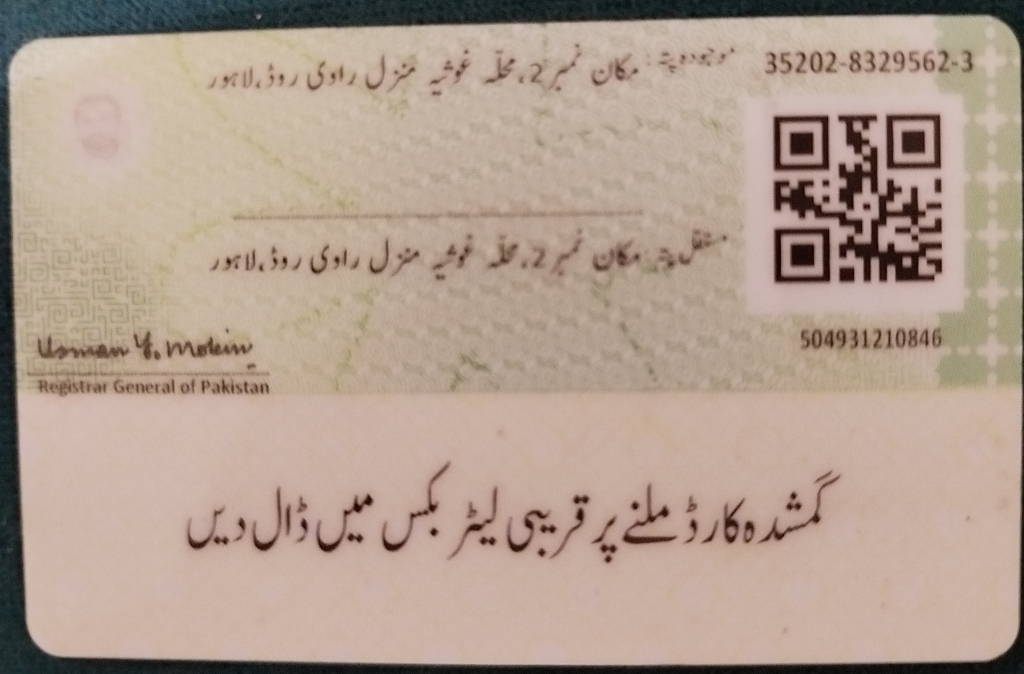 35202-8329562-3
موجودہ پتہ: مکان نمبر 2، محلّہ غوثیہ منزل راوی روڈ، لاہور
مستقل پتہ: مکان نمبر 2، محلّہ غوثیہ منزل راوی روڈ، لاہور
504931210846
Usman Y. Mobin
Registrar General of Pakistan
گمشدہ کارڈ ملنے پر قریبی لیٹر بکس میں ڈال دیں